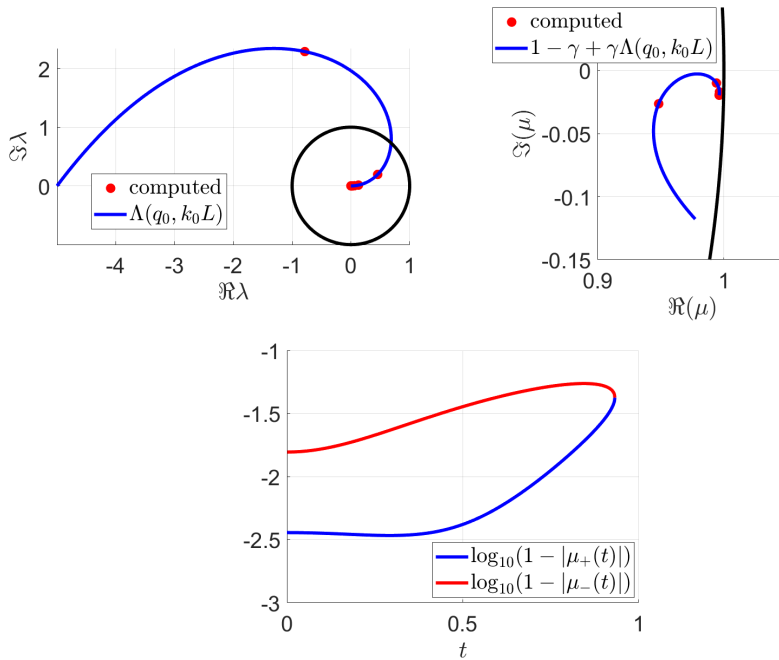 2
1
0
ℑλ
computed
Λ(q₀, k₀L)
-4 -3 -2 -1 0 1
ℜλ
computed
1 − γ + γΛ(q₀, k₀L)
0
-0.05
-0.1
-0.15
ℑ(μ)
0.9 1
ℜ(μ)
-1
-1.5
-2
-2.5
-3
log₁₀(1 − |μ₊(t)|)
log₁₀(1 − |μ₋(t)|)
0 0.5 1
t